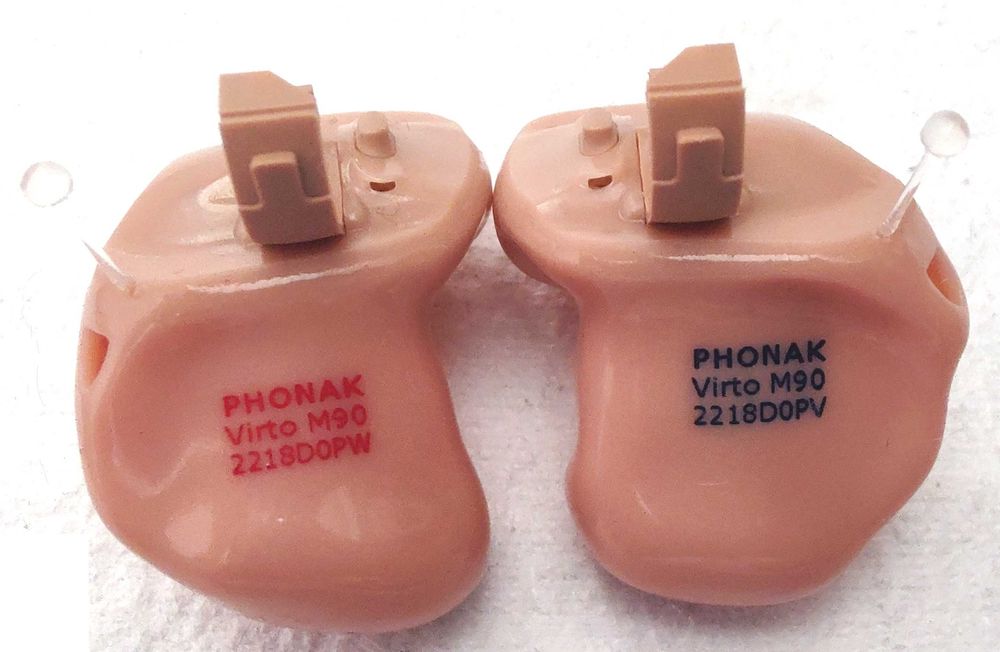 PHONAK
Virto M90
2218D0PW
PHONAK
Virto M90
2218D0PV